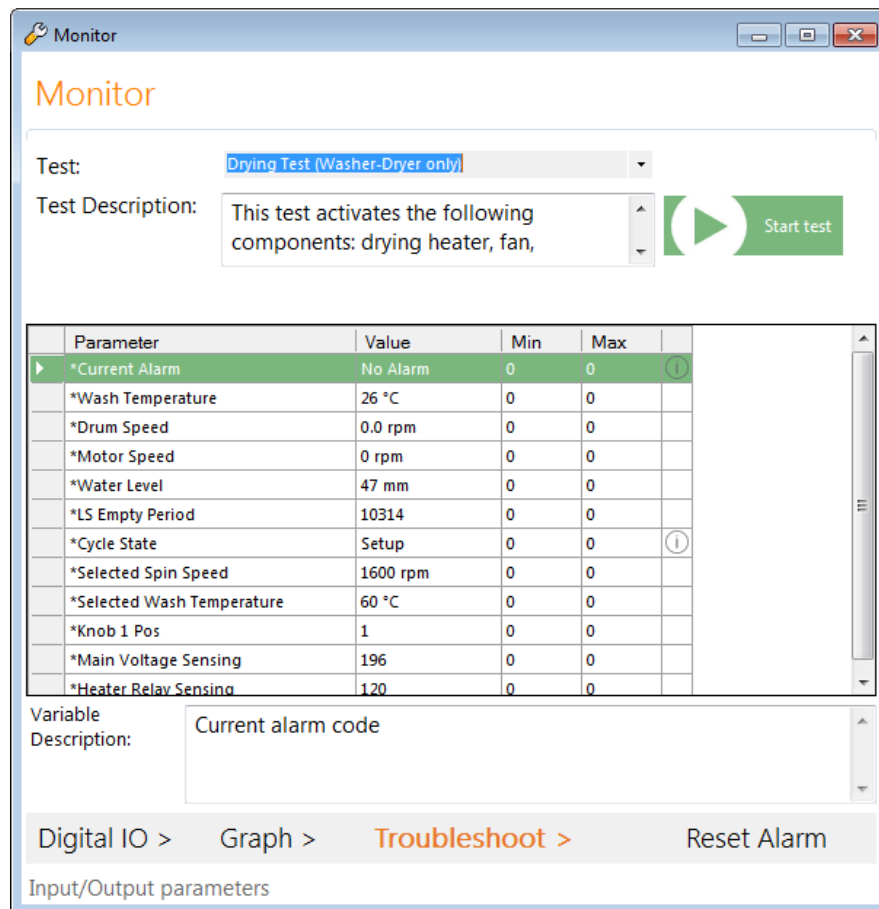 Monitor
Monitor
Test: Drying Test (Washer-Dryer only)
Test Description: This test activates the following
components: drying heater, fan,
Start test
Parameter Value Min Max
*Current Alarm No Alarm 0 0
*Wash Temperature 26 °C 0 0
*Drum Speed 0.0 rpm 0 0
*Motor Speed 0 rpm 0 0
*Water Level 47 mm 0 0
*LS Empty Period 10314 0 0
*Cycle State Setup 0 0
*Selected Spin Speed 1600 rpm 0 0
*Selected Wash Temperature 60 °C 0 0
*Knob 1 Pos 1 0 0
*Main Voltage Sensing 196 0 0
*Heater Relay Sensing 120 0 0
Variable
Description:
Current alarm code
Digital IO > Graph > Troubleshoot > Reset Alarm
Input/Output parameters